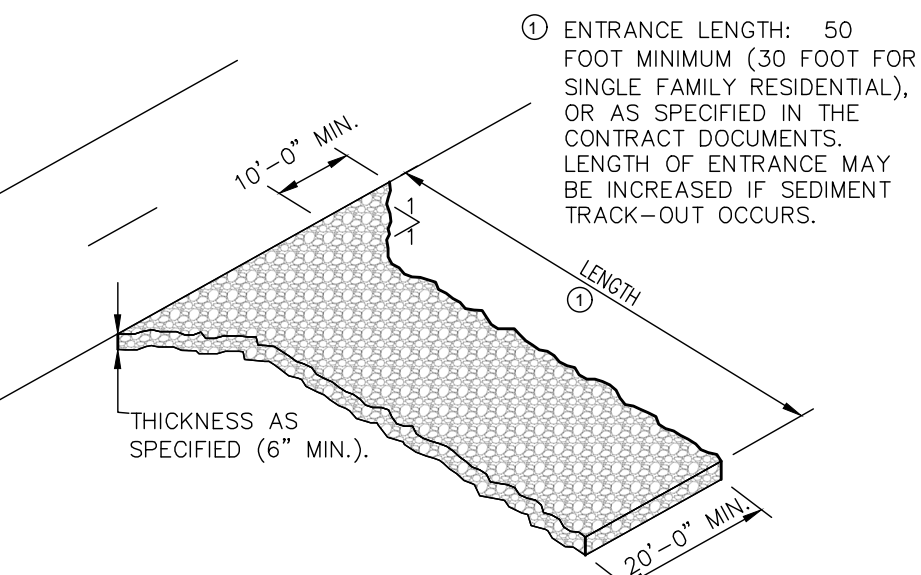 ① ENTRANCE LENGTH: 50
FOOT MINIMUM (30 FOOT FOR
SINGLE FAMILY RESIDENTIAL),
OR AS SPECIFIED IN THE
CONTRACT DOCUMENTS.
LENGTH OF ENTRANCE MAY
BE INCREASED IF SEDIMENT
TRACK-OUT OCCURS.
10'-0" MIN.
1
1
LENGTH
①
THICKNESS AS
SPECIFIED (6" MIN.).
20'-0" MIN.